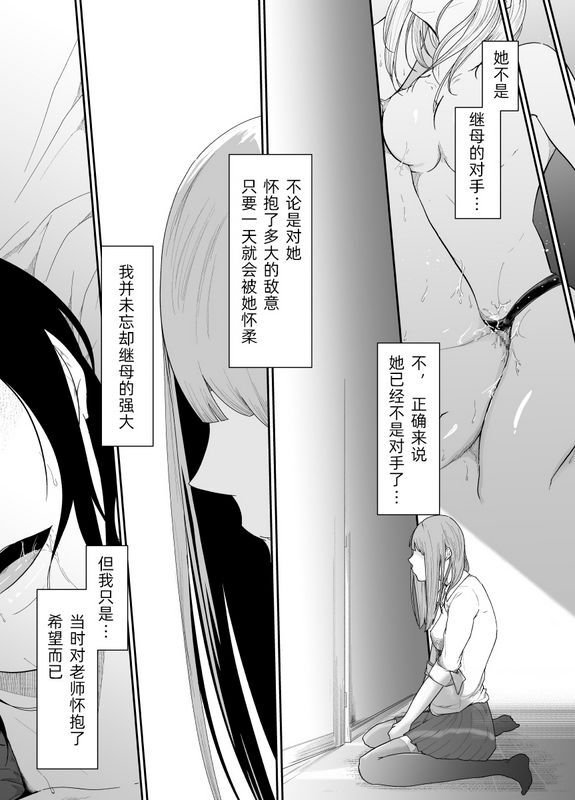 她不是
继母的对手…
不，正确来说
她已经不是对手了…
不论是对她
怀抱了多大的敌意
只要一天就会被她怀柔
我并未忘却继母的强大
但我只是…
当时对老师怀抱了
希望而已